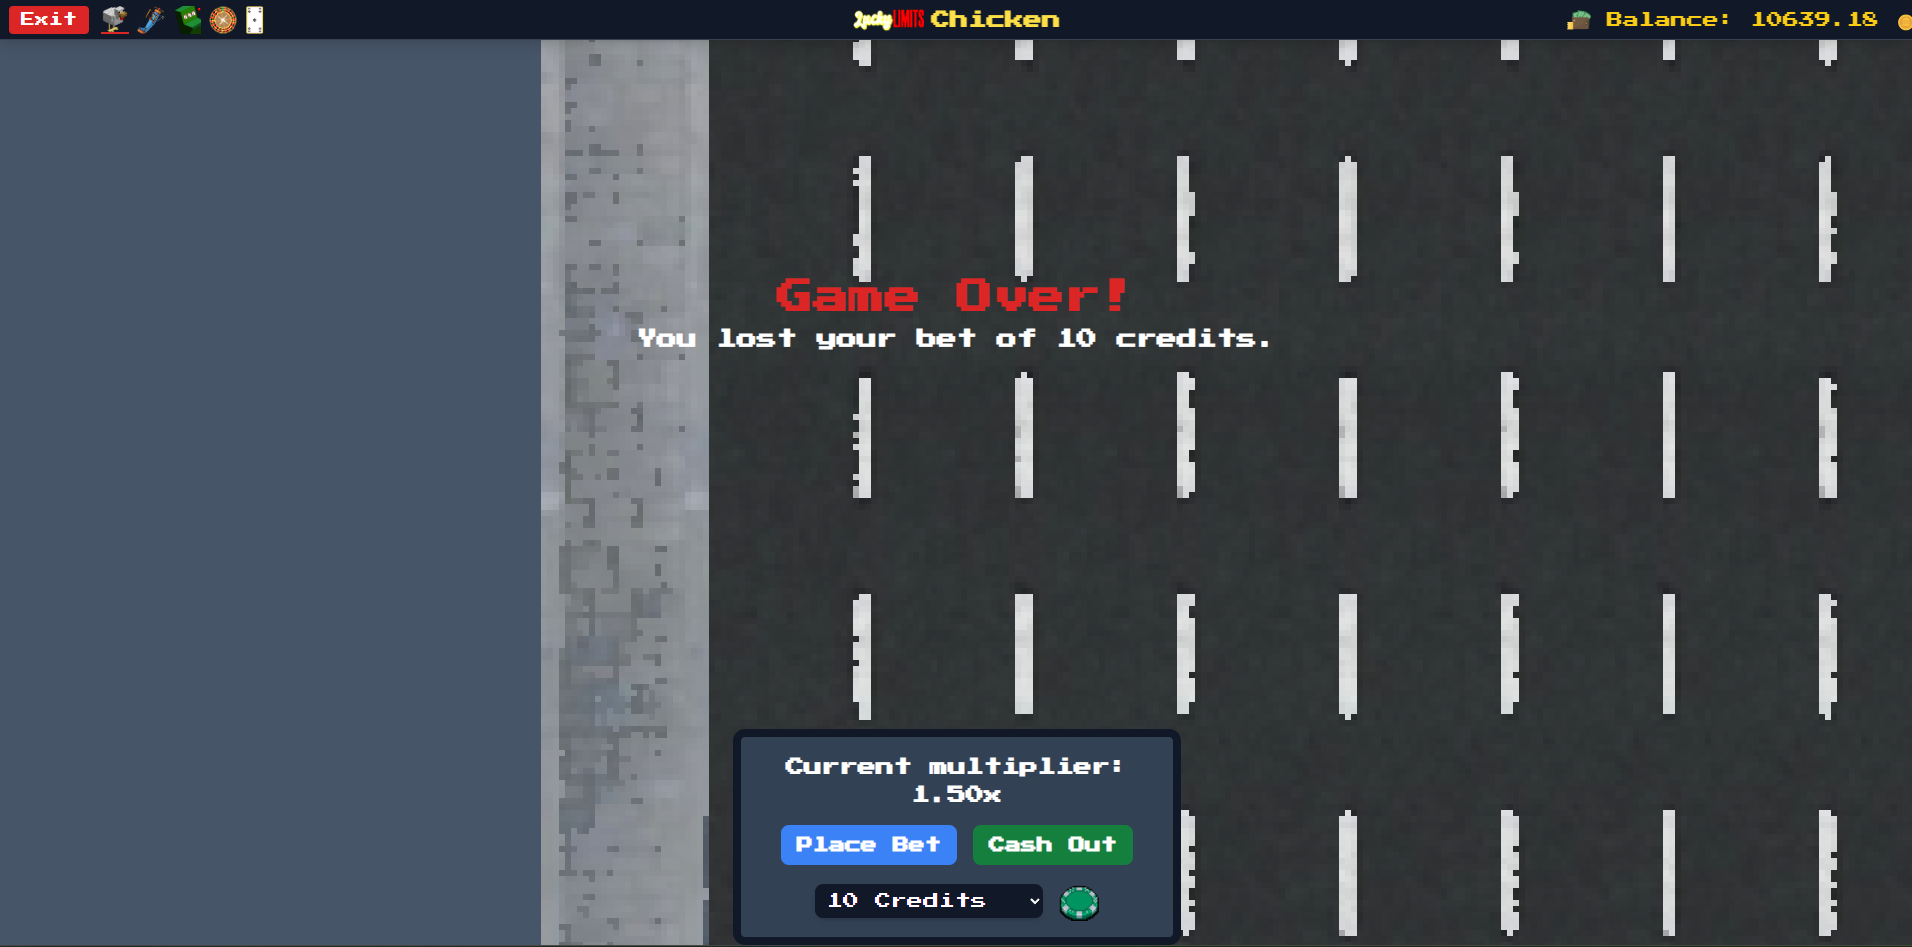 Exit
Lucky LIMITS Chicken
Balance: 10639.18
Game Over!
You lost your bet of 10 credits.
Current multiplier:
1.50x
Place Bet
Cash Out
10 Credits